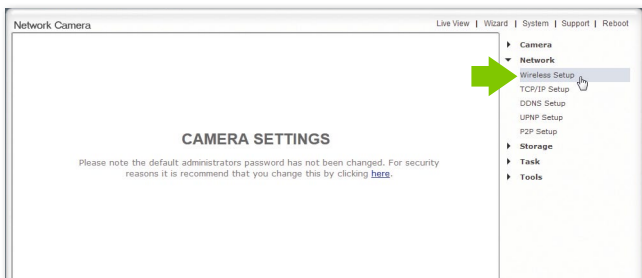 Network Camera
Live View | Wizard | System | Support | Reboot
Camera
Network
Wireless Setup
TCP/IP Setup
DDNS Setup
UPNP Setup
P2P Setup
Storage
Task
Tools
CAMERA SETTINGS
Please note the default administrators password has not been changed. For security
reasons it is recommend that you change this by clicking here.